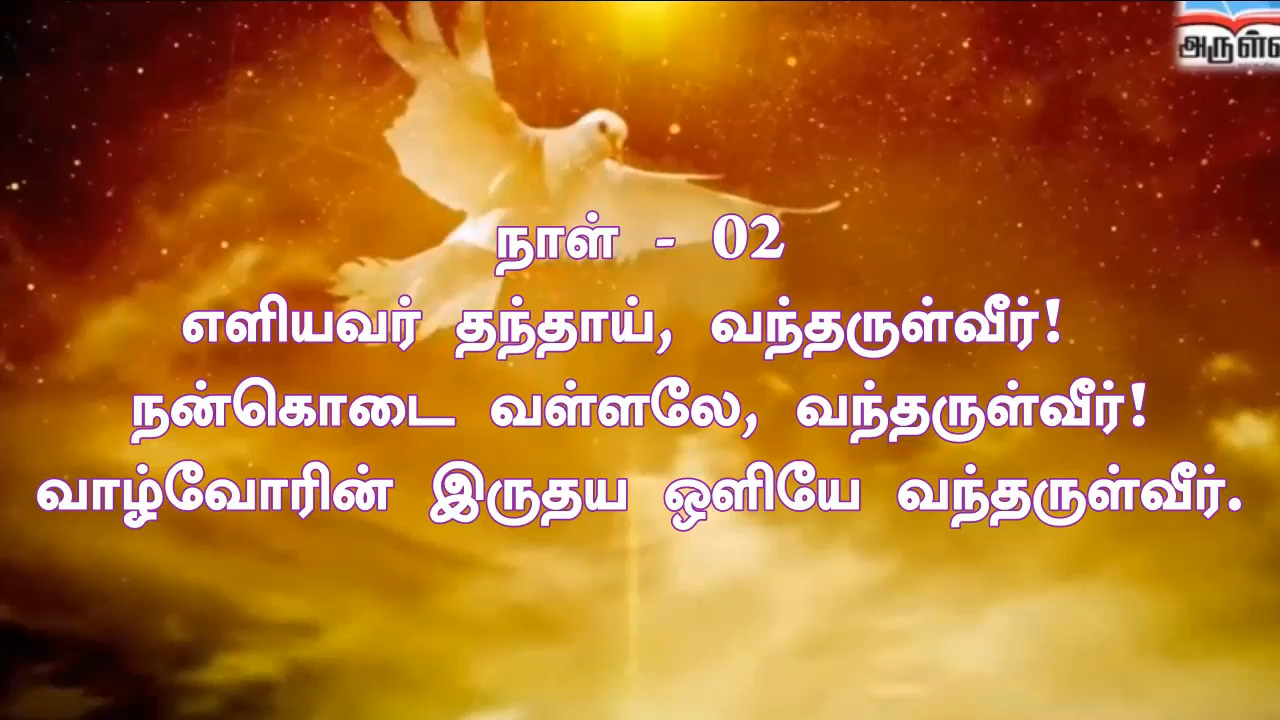 நாள் - 02
எளியவர் தந்தாய், வந்தருள்வீர்!
நன்கொடை வள்ளலே, வந்தருள்வீர்!
வாழ்வோரின் இருதய ஒளியே வந்தருள்வீர்.